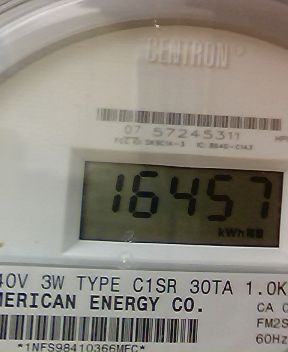 CENTRON®
07 57245311
16457
kWh
40V 3W TYPE C1SR 30TA 1.0K
MERICAN ENERGY CO.
CA 0
FM2S
60Hz
*1NFS98410366MFC*